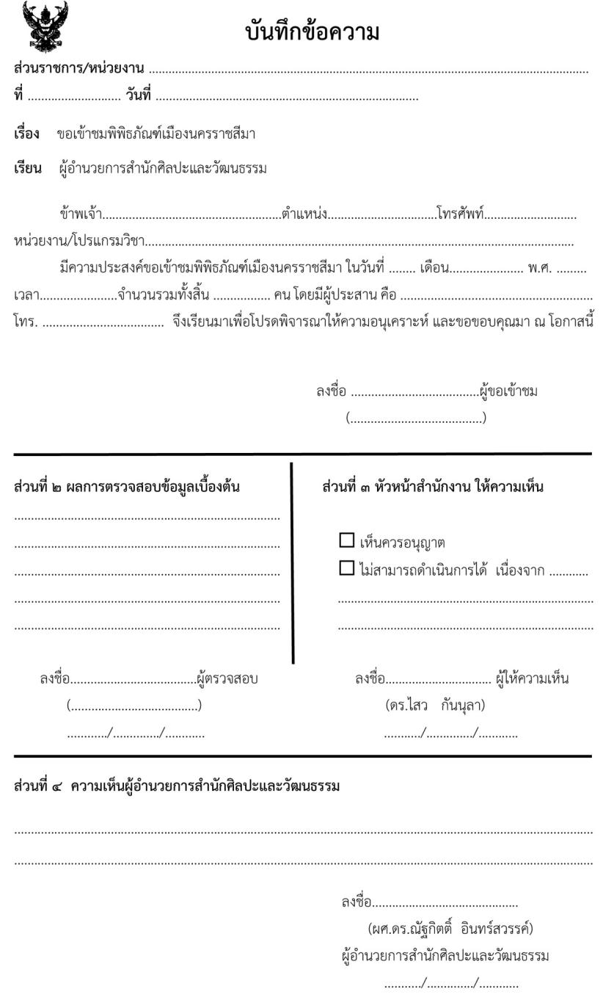 บันทึกข้อความ
ส่วนราชการ/หน่วยงาน ..........................................................................................................................................
ที่ ............................ วันที่ ................................................................................
เรื่อง ขอเข้าชมพิพิธภัณฑ์เมืองนครราชสีมา
เรียน ผู้อำนวยการสำนักศิลปะและวัฒนธรรม
ข้าพเจ้า......................................................ตำแหน่ง.................................โทรศัพท์............................
หน่วยงาน/โปรแกรมวิชา.................................................................................................................................
มีความประสงค์ขอเข้าชมพิพิธภัณฑ์เมืองนครราชสีมา ในวันที่ ........ เดือน...................... พ.ศ. .........
เวลา.......................จำนวนรวมทั้งสิ้น ................. คน โดยมีผู้ประสาน คือ ..........................................................
โทร. .................................... จึงเรียนมาเพื่อโปรดพิจารณาให้ความอนุเคราะห์ และขอขอบคุณมา ณ โอกาสนี้
ลงชื่อ ......................................ผู้ขอเข้าชม
(.......................................)
ส่วนที่ ๒ ผลการตรวจสอบข้อมูลเบื้องต้น
................................................................................
................................................................................
................................................................................
................................................................................
................................................................................
ลงชื่อ......................................ผู้ตรวจสอบ
(......................................)
............/............../............
ส่วนที่ ๓ หัวหน้าสำนักงาน ให้ความเห็น
☐ เห็นควรอนุญาต
☐ ไม่สามารถดำเนินการได้ เนื่องจาก ............
.............................................................................
.............................................................................
ลงชื่อ................................ ผู้ให้ความเห็น
(ดร.ไสว กันนุลา)
.........../............../............
ส่วนที่ ๔ ความเห็นผู้อำนวยการสำนักศิลปะและวัฒนธรรม
..............................................................................................................................................................................
..............................................................................................................................................................................
ลงชื่อ............................................
(ผศ.ดร.ณัฐกิตติ์ อินทร์สวรรค์)
ผู้อำนวยการสำนักศิลปะและวัฒนธรรม
.........../............../............